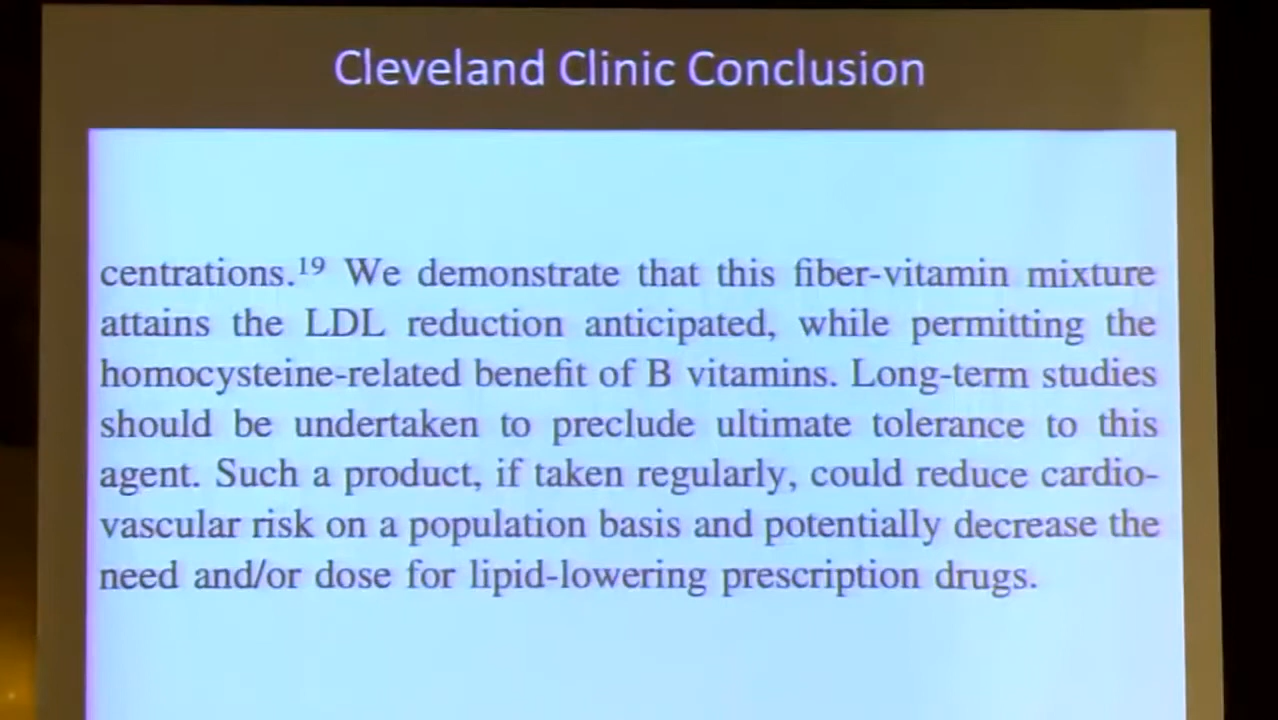 Cleveland Clinic Conclusion
centrations.19 We demonstrate that this fiber-vitamin mixture
attains the LDL reduction anticipated, while permitting the
homocysteine-related benefit of B vitamins. Long-term studies
should be undertaken to preclude ultimate tolerance to this
agent. Such a product, if taken regularly, could reduce cardio-
vascular risk on a population basis and potentially decrease the
need and/or dose for lipid-lowering prescription drugs.